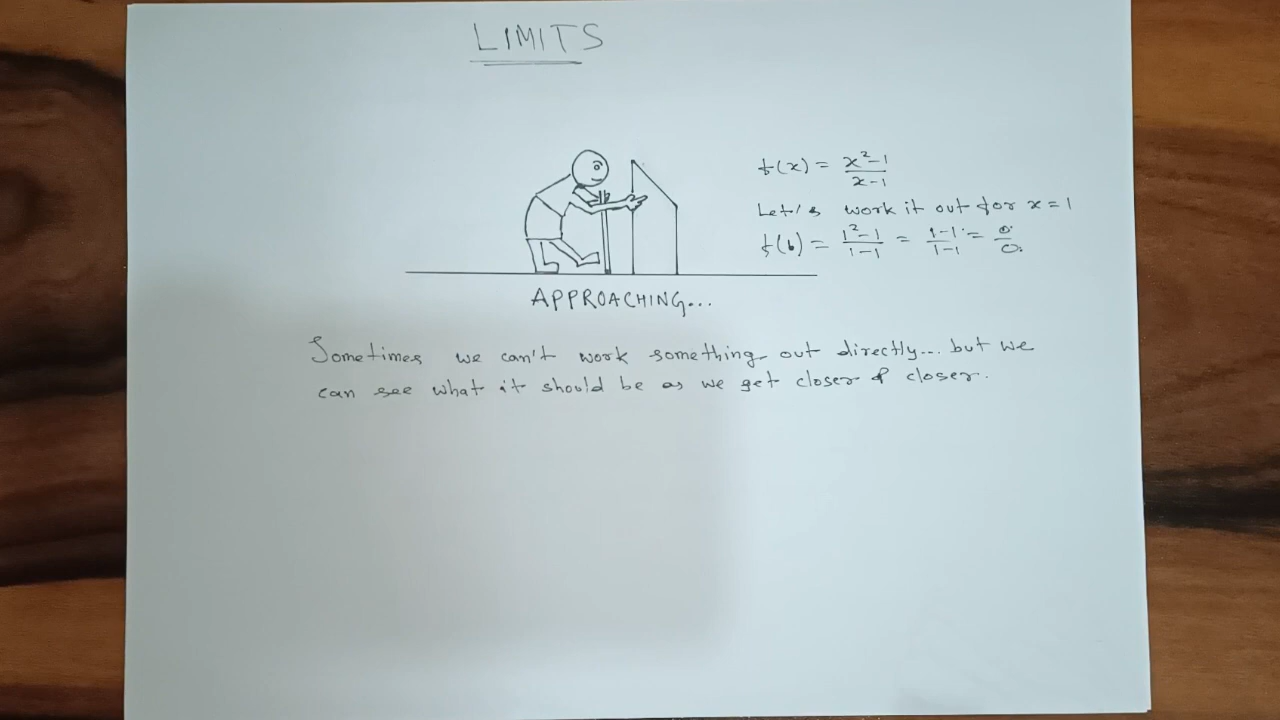 LIMITS
f(x) = x²-1 / x-1
Let's work it out for x=1
f(1) = 1²-1 / 1-1 = 1-1 / 1-1 = 0/0
APPROACHING...
Sometimes we can't work something out directly... but we
can see what it should be as we get closer & closer.